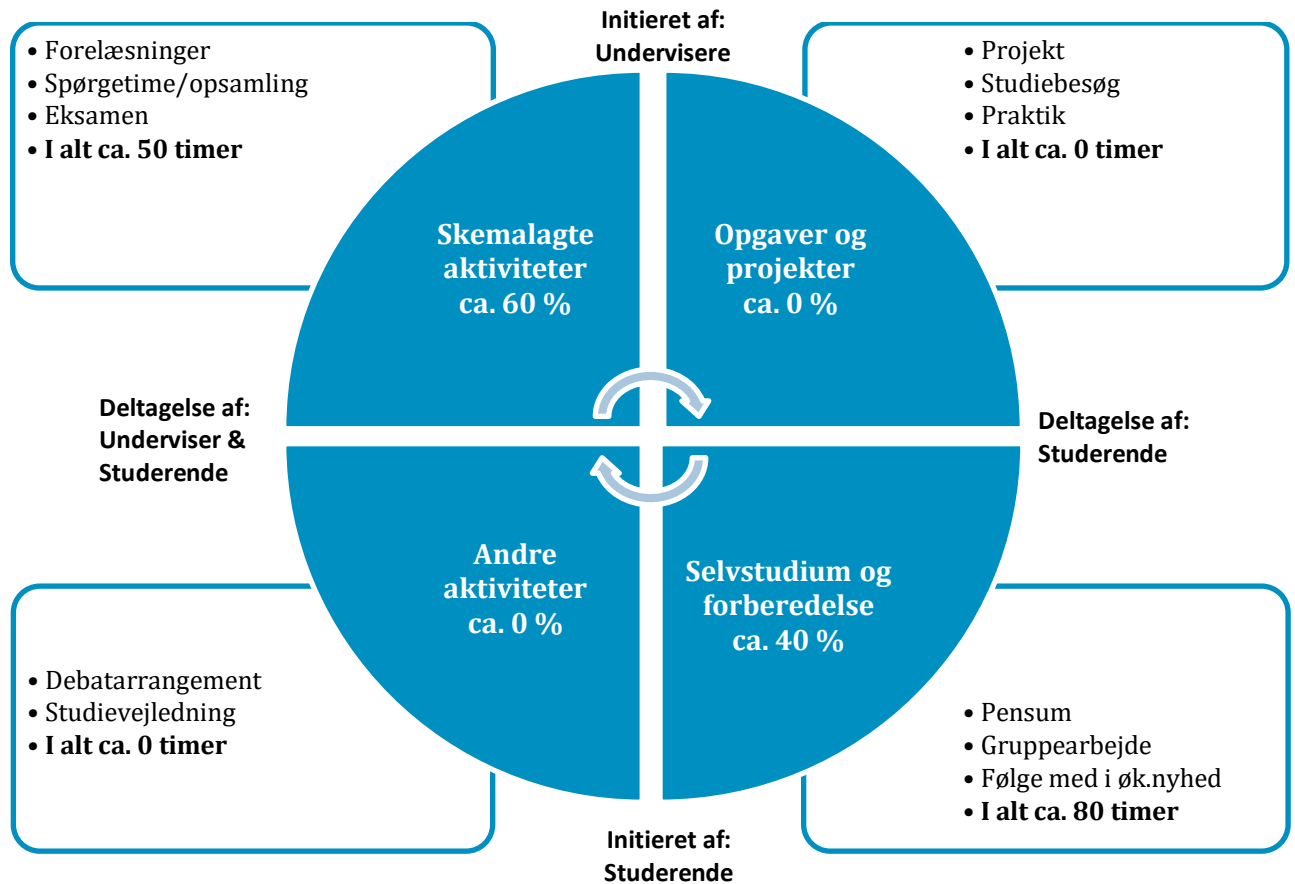 Initieret af:
Undervisere
• Forelæsninger
• Spørgetime/opsamling
• Eksamen
• I alt ca. 50 timer
• Projekt
• Studiebesøg
• Praktik
• I alt ca. 0 timer
Skemalagte
aktiviteter
ca. 60 %
Opgaver og
projekter
ca. 0 %
Deltagelse af:
Underviser &
Studerende
Deltagelse af:
Studerende
Andre
aktiviteter
ca. 0 %
Selvstudium og
forberedelse
ca. 40 %
• Debatarrangement
• Studievejledning
• I alt ca. 0 timer
• Pensum
• Gruppearbejde
• Følge med i øk.nyhed
• I alt ca. 80 timer
Initieret af:
Studerende